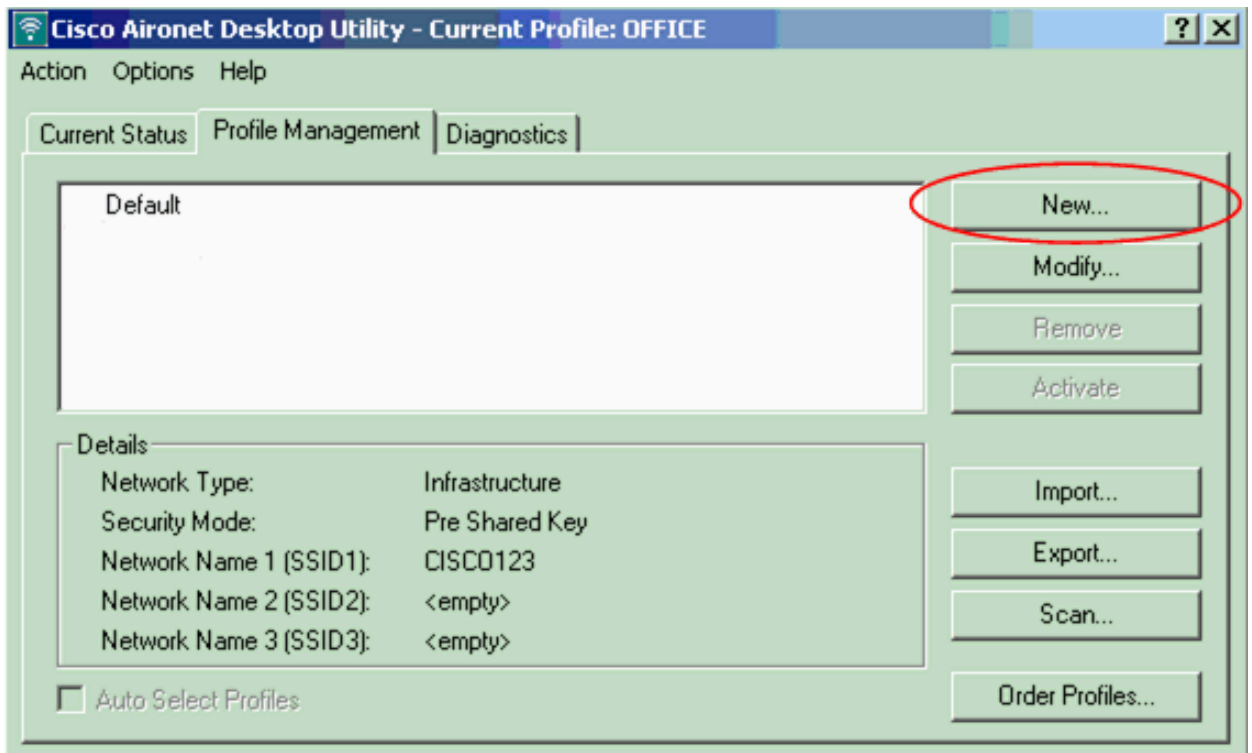 Cisco Aironet Desktop Utility - Current Profile: OFFICE
? X
Action Options Help
Current Status Profile Management Diagnostics
Default
New...
Modify...
Remove
Activate
Details
Network Type: Infrastructure
Security Mode: Pre Shared Key
Network Name 1 (SSID1): CISCO123
Network Name 2 (SSID2): <empty>
Network Name 3 (SSID3): <empty>
Auto Select Profiles
Import...
Export...
Scan...
Order Profiles...